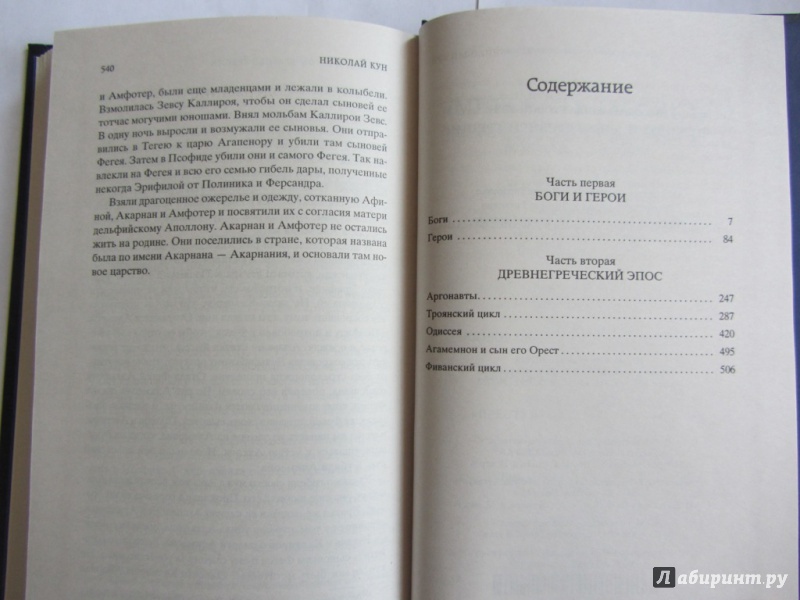 540
НИКОЛАЙ КУН
и Амфотер, были еще младенцами и лежали в колыбели.
Взмолилась Зевсу Каллироя, чтобы он сделал сыновей ее
тотчас могучими юношами. Внял мольбам Каллирои Зевс.
В одну ночь выросли и возмужали ее сыновья. Они отпра-
вились в Тегею к царю Агапенору и убили там сыновей
Фегея. Затем в Псофиде убили они и самого Фегея. Так на-
влекли на Фегея и всю его семью гибель дары, полученные
некогда Эрифилой от Полиника и Ферсандра.
Взяли драгоценное ожерелье и одежду, сотканную Афи-
ной, Акарнан и Амфотер и посвятили их с согласия матери
дельфийскому Аполлону. Акарнан и Амфотер не остались
жить на родине. Они поселились в стране, которая названа
была по имени Акарнана — Акарнания, и основали там но-
вое царство.
Содержание
Часть первая
БОГИ И ГЕРОИ
Боги 7
Герои 84
Часть вторая
ДРЕВНЕГРЕЧЕСКИЙ ЭПОС
Аргонавты 247
Троянский цикл 287
Одиссея 420
Агамемнон и сын его Орест 495
Фиванский цикл 506
Лабиринт.ру